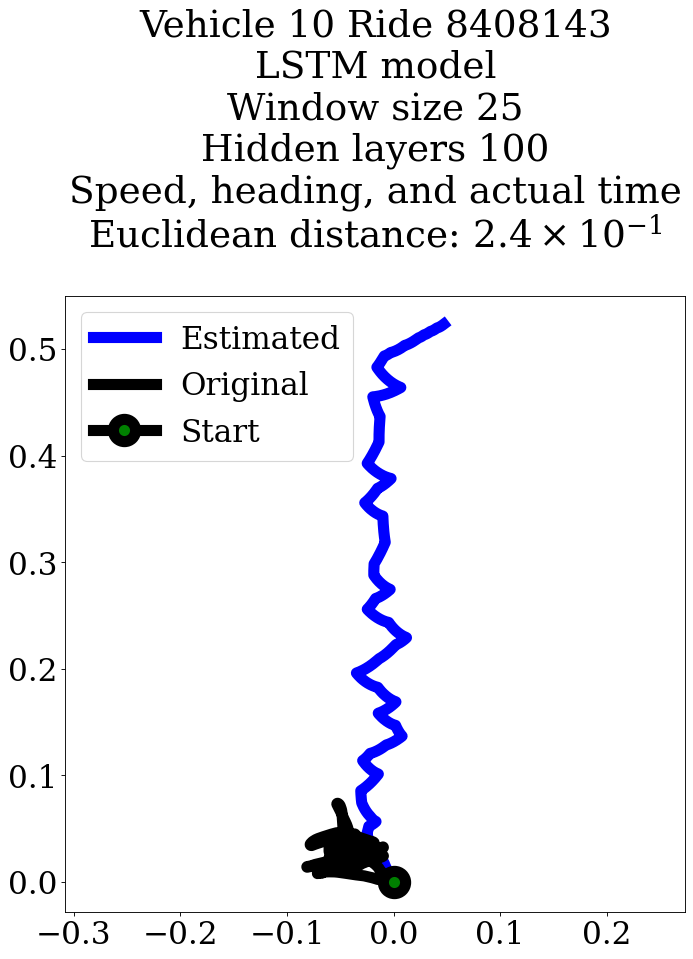 Vehicle 10 Ride 8408143
LSTM model
Window size 25
Hidden layers 100
Speed, heading, and actual time
Euclidean distance: 2.4 × 10⁻¹
Estimated
Original
Start
0.5
0.4
0.3
0.2
0.1
0.0
−0.3 −0.2 −0.1 0.0 0.1 0.2